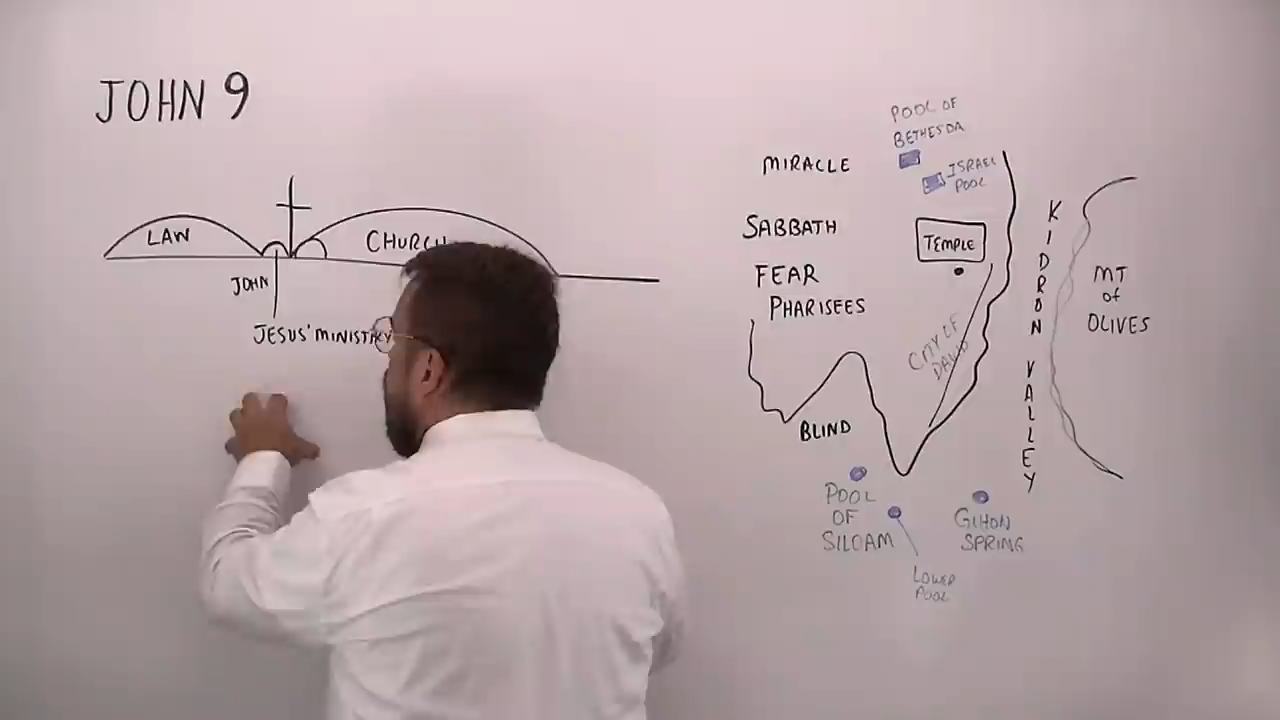 JOHN 9
LAW
CHURCH
JOHN
JESUS' MINISTRY
MIRACLE
SABBATH
FEAR
PHARISEES
BLIND
POOL OF
BETHESDA
ISRAEL
POOL
TEMPLE
CITY OF
DAVID
POOL
OF
SILOAM
LOWER
POOL
GIHON
SPRING
KIDRON VALLEY
MT
of
OLIVES